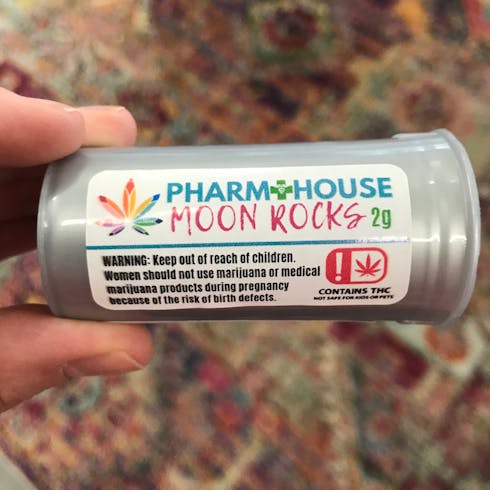 PHARM HOUSE
MOON ROCKS 2g
WARNING: Keep out of reach of children.
Women should not use marijuana or medical
marijuana products during pregnancy
because of the risk of birth defects.
!
CONTAINS THC
NOT SAFE FOR KIDS OR PETS